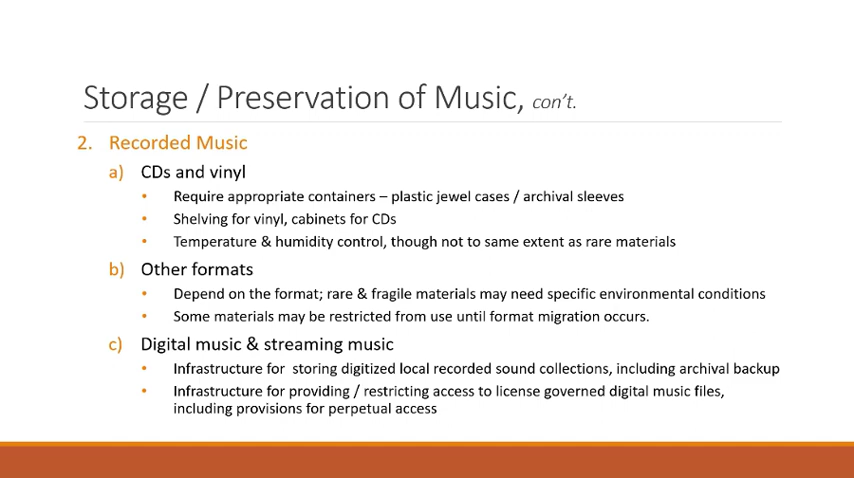 Storage / Preservation of Music, con't.
2. Recorded Music
a) CDs and vinyl
• Require appropriate containers – plastic jewel cases / archival sleeves
• Shelving for vinyl, cabinets for CDs
• Temperature & humidity control, though not to same extent as rare materials
b) Other formats
• Depend on the format; rare & fragile materials may need specific environmental conditions
• Some materials may be restricted from use until format migration occurs.
c) Digital music & streaming music
• Infrastructure for storing digitized local recorded sound collections, including archival backup
• Infrastructure for providing / restricting access to license governed digital music files,
including provisions for perpetual access